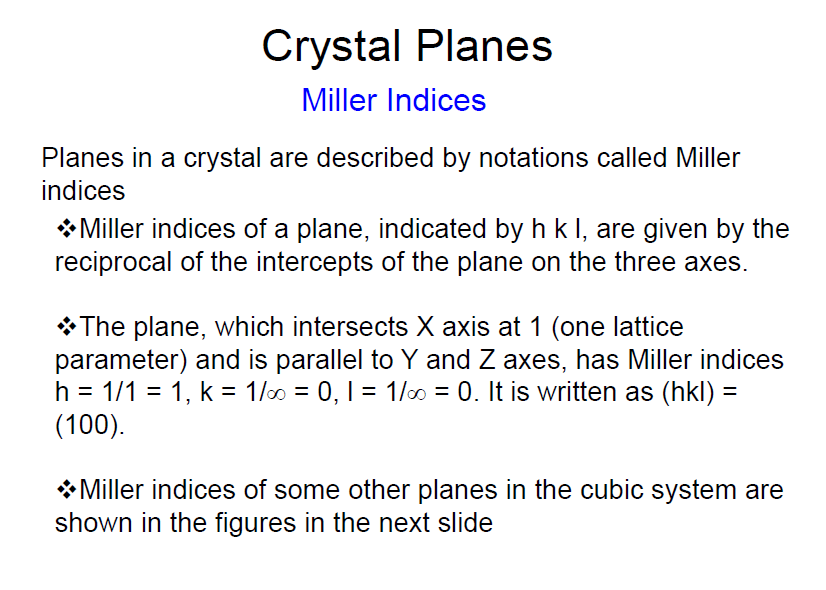 Crystal Planes
Miller Indices
Planes in a crystal are described by notations called Miller
indices
❖Miller indices of a plane, indicated by h k l, are given by the
reciprocal of the intercepts of the plane on the three axes.
❖The plane, which intersects X axis at 1 (one lattice
parameter) and is parallel to Y and Z axes, has Miller indices
h = 1/1 = 1, k = 1/∞ = 0, l = 1/∞ = 0. It is written as (hkl) =
(100).
❖Miller indices of some other planes in the cubic system are
shown in the figures in the next slide